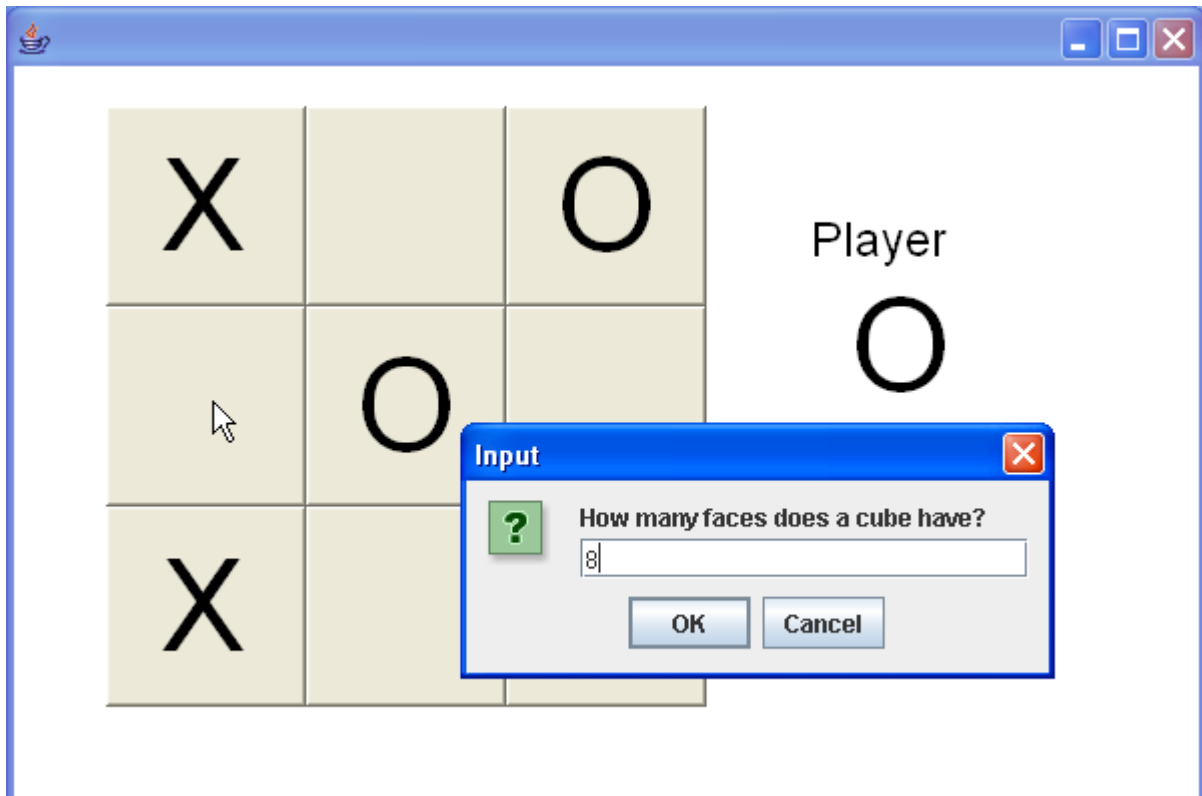 X O
Player
O
O
Input
? How many faces does a cube have?
8
OK Cancel
X